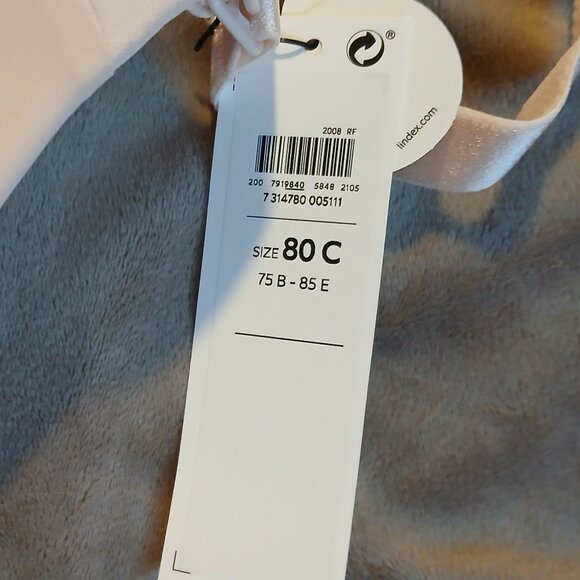 ®
lindex.com
2008 RF
200 7919840 5848 2105
7 314780 005111
SIZE 80 C
75 B - 85 E